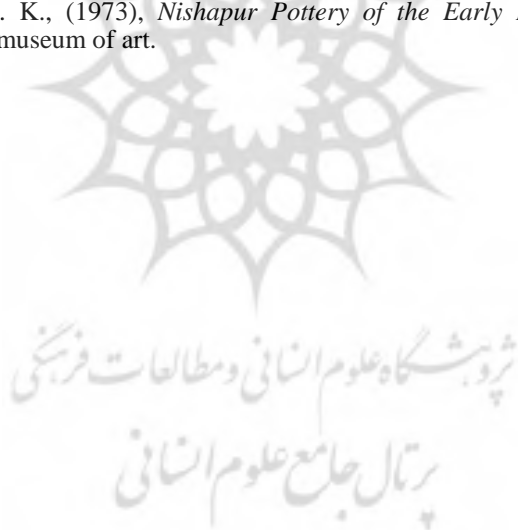 . K., (1973), Nishapur Pottery of the Early
museum of art.
پژوهشگاه علوم انسانی و مطالعات فرهنگی
پرتال جامع علوم انسانی